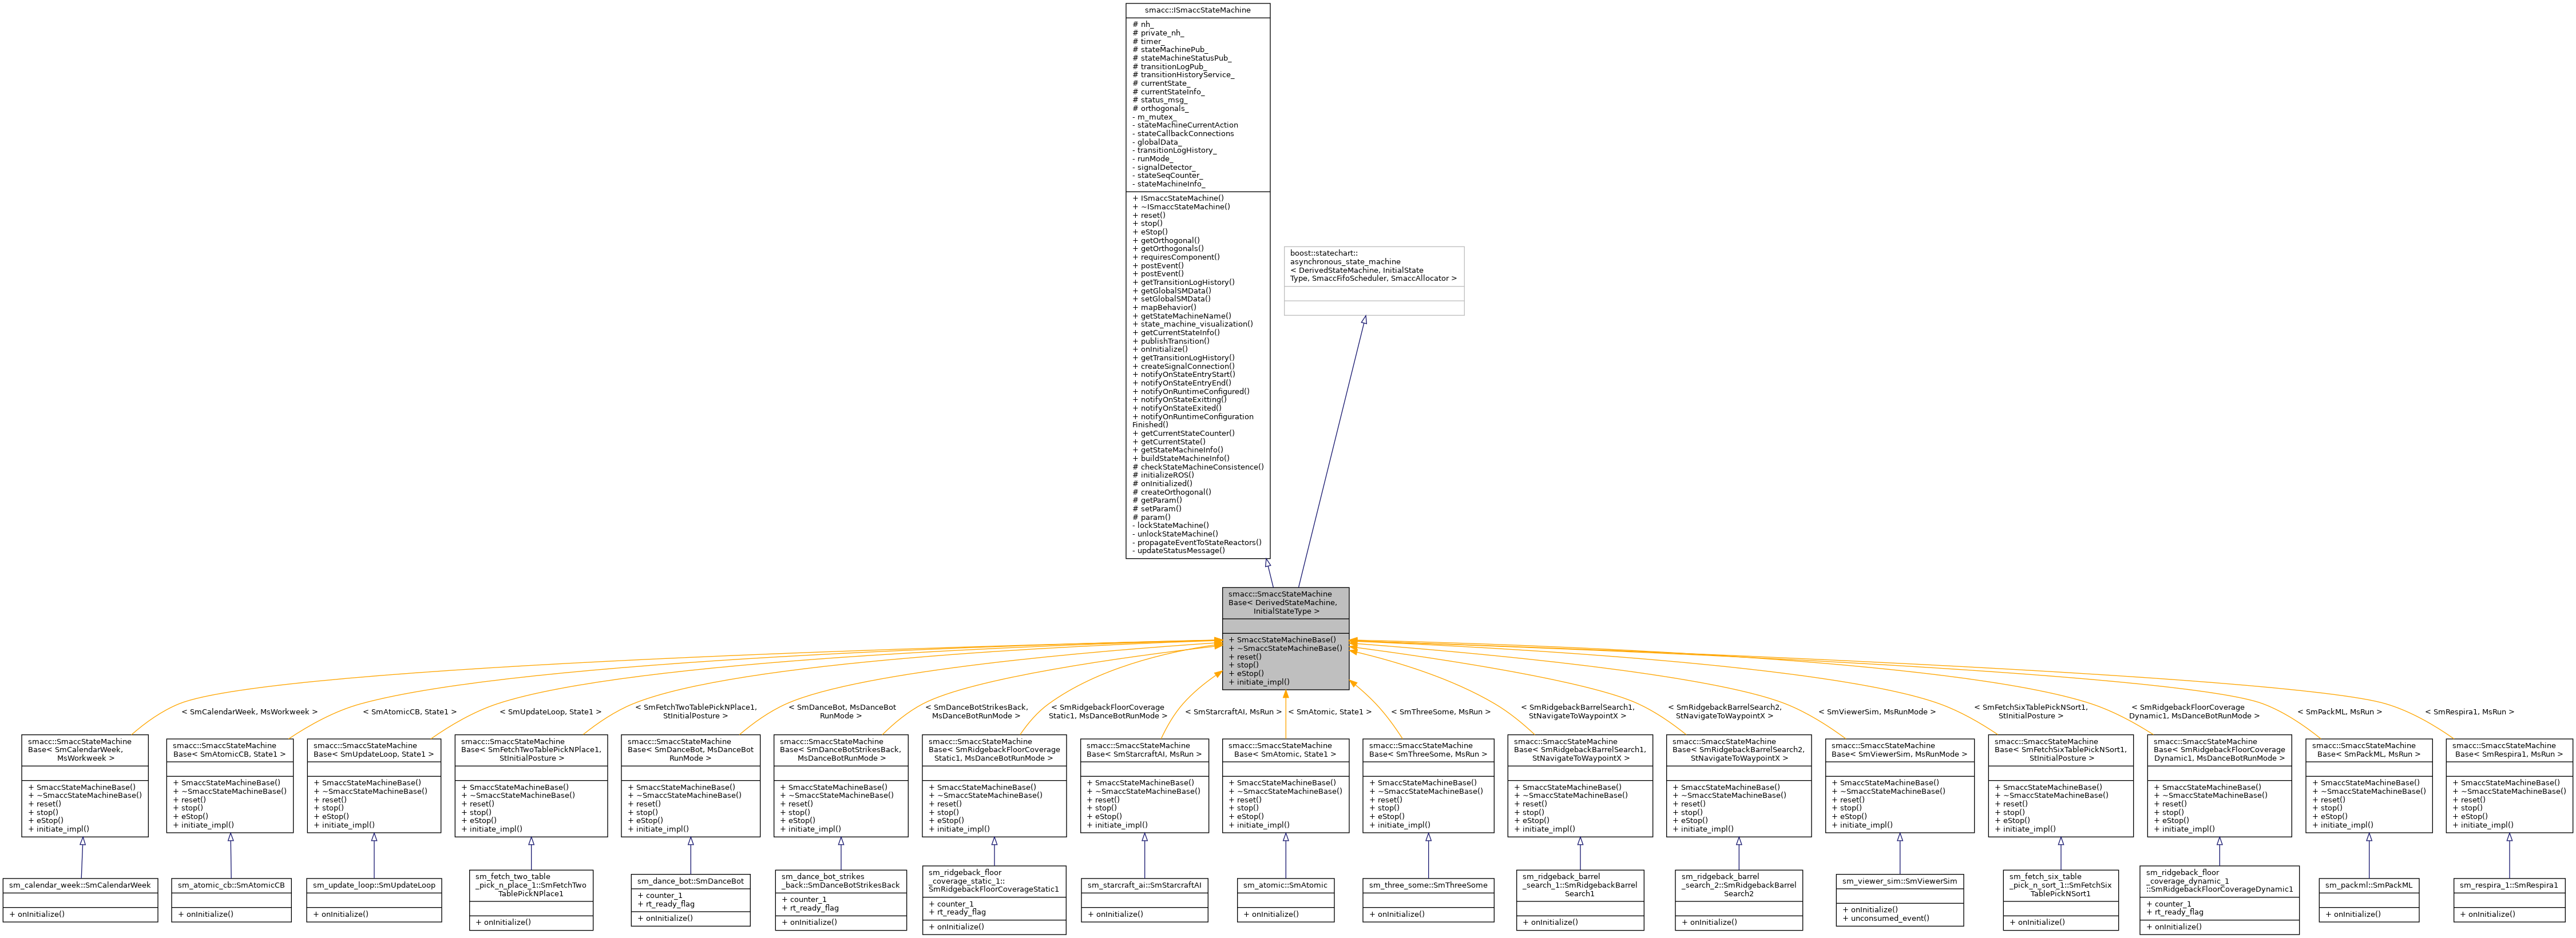 smacc::ISmaccStateMachine
# nh_
# private_nh_
# timer_
# stateMachinePub_
# stateMachineStatusPub_
# transitionLogPub_
# transitionHistoryService_
# currentState_
# currentStateInfo_
# status_msg_
# orthogonals_
- m_mutex_
- stateMachineCurrentAction
- stateCallbackConnections
- globalData_
- transitionLogHistory_
- runMode_
- signalDetector_
- stateSeqCounter_
- stateMachineInfo_
+ ISmaccStateMachine()
+ ~ISmaccStateMachine()
+ reset()
+ stop()
+ eStop()
+ getOrthogonal()
+ getOrthogonals()
+ requiresComponent()
+ postEvent()
+ postEvent()
+ getTransitionLogHistory()
+ getGlobalSMData()
+ setGlobalSMData()
+ mapBehavior()
+ getStateMachineName()
+ state_machine_visualization()
+ getCurrentStateInfo()
+ publishTransition()
+ onInitialize()
+ getTransitionLogHistory()
+ createSignalConnection()
+ notifyOnStateEntryStart()
+ notifyOnStateEntryEnd()
+ notifyOnRuntimeConfigured()
+ notifyOnStateExitting()
+ notifyOnStateExited()
+ notifyOnRuntimeConfiguration
Finished()
+ getCurrentStateCounter()
+ getCurrentState()
+ getStateMachineInfo()
+ buildStateMachineInfo()
# checkStateMachineConsistence()
# initializeROS()
# onInitialized()
# createOrthogonal()
# getParam()
# setParam()
# param()
- lockStateMachine()
- unlockStateMachine()
- propagateEventToStateReactors()
- updateStatusMessage()
boost::statechart::
asynchronous_state_machine
< DerivedStateMachine, InitialState
Type, SmaccFifoScheduler, SmaccAllocator >
smacc::SmaccStateMachine
Base< DerivedStateMachine,
InitialStateType >
+ SmaccStateMachineBase()
+ ~SmaccStateMachineBase()
+ reset()
+ stop()
+ eStop()
+ initiate_impl()
< SmCalendarWeek, MsWorkweek >
< SmAtomicCB, State1 >
< SmUpdateLoop, State1 >
< SmFetchTwoTablePickNPlace1,
StInitialPosture >
< SmDanceBot, MsDanceBot
RunMode >
< SmDanceBotStrikesBack,
MsDanceBotRunMode >
< SmRidgebackFloorCoverage
Static1, MsDanceBotRunMode >
< SmStarcraftAI, MsRun >
< SmAtomic, State1 >
< SmThreeSome, MsRun >
< SmRidgebackBarrelSearch1,
StNavigateToWaypointX >
< SmRidgebackBarrelSearch2,
StNavigateToWaypointX >
< SmViewerSim, MsRunMode >
< SmFetchSixTablePickNSort1,
StInitialPosture >
< SmRidgebackFloorCoverage
Dynamic1, MsDanceBotRunMode >
< SmPackML, MsRun >
< SmRespira1, MsRun >
smacc::SmaccStateMachine
Base< SmCalendarWeek,
MsWorkweek >
+ SmaccStateMachineBase()
+ ~SmaccStateMachineBase()
+ reset()
+ stop()
+ eStop()
+ initiate_impl()
smacc::SmaccStateMachine
Base< SmAtomicCB, State1 >
+ SmaccStateMachineBase()
+ ~SmaccStateMachineBase()
+ reset()
+ stop()
+ eStop()
+ initiate_impl()
smacc::SmaccStateMachine
Base< SmUpdateLoop, State1 >
+ SmaccStateMachineBase()
+ ~SmaccStateMachineBase()
+ reset()
+ stop()
+ eStop()
+ initiate_impl()
smacc::SmaccStateMachine
Base< SmFetchTwoTablePickNPlace1,
StInitialPosture >
+ SmaccStateMachineBase()
+ ~SmaccStateMachineBase()
+ reset()
+ stop()
+ eStop()
+ initiate_impl()
smacc::SmaccStateMachine
Base< SmDanceBot, MsDanceBot
RunMode >
+ SmaccStateMachineBase()
+ ~SmaccStateMachineBase()
+ reset()
+ stop()
+ eStop()
+ initiate_impl()
smacc::SmaccStateMachine
Base< SmDanceBotStrikesBack,
MsDanceBotRunMode >
+ SmaccStateMachineBase()
+ ~SmaccStateMachineBase()
+ reset()
+ stop()
+ eStop()
+ initiate_impl()
smacc::SmaccStateMachine
Base< SmRidgebackFloorCoverage
Static1, MsDanceBotRunMode >
+ SmaccStateMachineBase()
+ ~SmaccStateMachineBase()
+ reset()
+ stop()
+ eStop()
+ initiate_impl()
smacc::SmaccStateMachine
Base< SmStarcraftAI, MsRun >
+ SmaccStateMachineBase()
+ ~SmaccStateMachineBase()
+ reset()
+ stop()
+ eStop()
+ initiate_impl()
smacc::SmaccStateMachine
Base< SmAtomic, State1 >
+ SmaccStateMachineBase()
+ ~SmaccStateMachineBase()
+ reset()
+ stop()
+ eStop()
+ initiate_impl()
smacc::SmaccStateMachine
Base< SmThreeSome, MsRun >
+ SmaccStateMachineBase()
+ ~SmaccStateMachineBase()
+ reset()
+ stop()
+ eStop()
+ initiate_impl()
smacc::SmaccStateMachine
Base< SmRidgebackBarrelSearch1,
StNavigateToWaypointX >
+ SmaccStateMachineBase()
+ ~SmaccStateMachineBase()
+ reset()
+ stop()
+ eStop()
+ initiate_impl()
smacc::SmaccStateMachine
Base< SmRidgebackBarrelSearch2,
StNavigateToWaypointX >
+ SmaccStateMachineBase()
+ ~SmaccStateMachineBase()
+ reset()
+ stop()
+ eStop()
+ initiate_impl()
smacc::SmaccStateMachine
Base< SmViewerSim, MsRunMode >
+ SmaccStateMachineBase()
+ ~SmaccStateMachineBase()
+ reset()
+ stop()
+ eStop()
+ initiate_impl()
smacc::SmaccStateMachine
Base< SmFetchSixTablePickNSort1,
StInitialPosture >
+ SmaccStateMachineBase()
+ ~SmaccStateMachineBase()
+ reset()
+ stop()
+ eStop()
+ initiate_impl()
smacc::SmaccStateMachine
Base< SmRidgebackFloorCoverage
Dynamic1, MsDanceBotRunMode >
+ SmaccStateMachineBase()
+ ~SmaccStateMachineBase()
+ reset()
+ stop()
+ eStop()
+ initiate_impl()
smacc::SmaccStateMachine
Base< SmPackML, MsRun >
+ SmaccStateMachineBase()
+ ~SmaccStateMachineBase()
+ reset()
+ stop()
+ eStop()
+ initiate_impl()
smacc::SmaccStateMachine
Base< SmRespira1, MsRun >
+ SmaccStateMachineBase()
+ ~SmaccStateMachineBase()
+ reset()
+ stop()
+ eStop()
+ initiate_impl()
sm_calendar_week::SmCalendarWeek
+ onInitialize()
sm_atomic_cb::SmAtomicCB
+ onInitialize()
sm_update_loop::SmUpdateLoop
+ onInitialize()
sm_fetch_two_table
_pick_n_place_1::SmFetchTwo
TablePickNPlace1
+ onInitialize()
sm_dance_bot::SmDanceBot
+ counter_1
+ rt_ready_flag
+ onInitialize()
sm_dance_bot_strikes
_back::SmDanceBotStrikesBack
+ counter_1
+ rt_ready_flag
+ onInitialize()
sm_ridgeback_floor
_coverage_static_1::
SmRidgebackFloorCoverageStatic1
+ counter_1
+ rt_ready_flag
+ onInitialize()
sm_starcraft_ai::SmStarcraftAI
+ onInitialize()
sm_atomic::SmAtomic
+ onInitialize()
sm_three_some::SmThreeSome
+ onInitialize()
sm_ridgeback_barrel
_search_1::SmRidgebackBarrel
Search1
+ onInitialize()
sm_ridgeback_barrel
_search_2::SmRidgebackBarrel
Search2
+ onInitialize()
sm_viewer_sim::SmViewerSim
+ onInitialize()
+ unconsumed_event()
sm_fetch_six_table
_pick_n_sort_1::SmFetchSix
TablePickNSort1
+ onInitialize()
sm_ridgeback_floor
_coverage_dynamic_1
::SmRidgebackFloorCoverageDynamic1
+ counter_1
+ rt_ready_flag
+ onInitialize()
sm_packml::SmPackML
+ onInitialize()
sm_respira_1::SmRespira1
+ onInitialize()